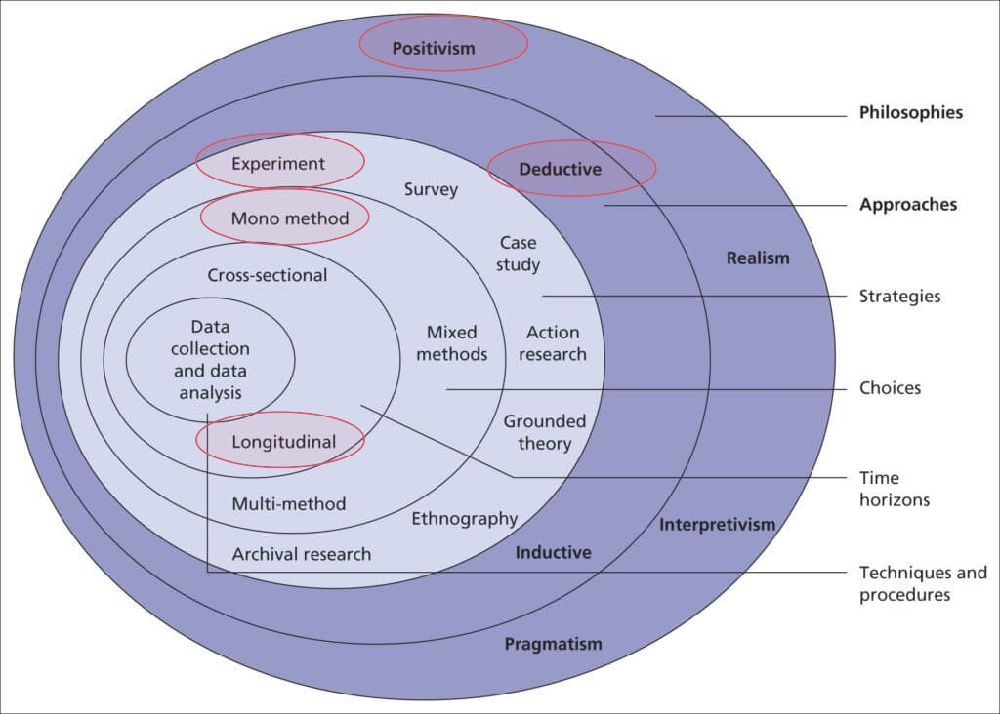 Positivism
Philosophies
Experiment
Deductive
Survey
Approaches
Mono method
Case
study
Realism
Cross-sectional
Strategies
Data
collection
and data
analysis
Mixed
methods
Action
research
Choices
Grounded
theory
Longitudinal
Time
horizons
Multi-method
Ethnography
Interpretivism
Archival research
Inductive
Techniques and
procedures
Pragmatism